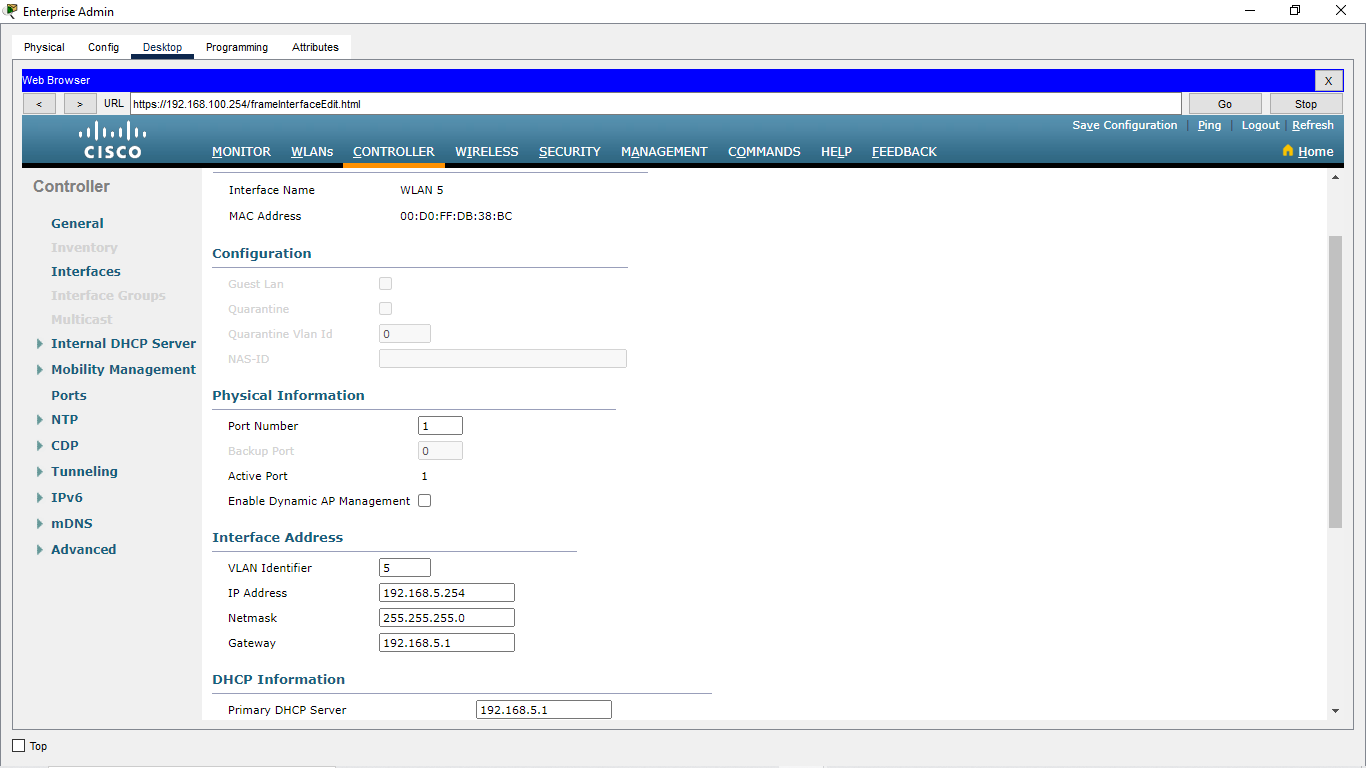 Enterprise Admin
Physical Config Desktop Programming Attributes
Web Browser X
< > URL https://192.168.100.254/frameInterfaceEdit.html Go Stop
Save Configuration Ping Logout Refresh
CISCO MONITOR WLANs CONTROLLER WIRELESS SECURITY MANAGEMENT COMMANDS HELP FEEDBACK Home
Controller
General
Inventory
Interfaces
Interface Groups
Multicast
Internal DHCP Server
Mobility Management
Ports
NTP
CDP
Tunneling
IPv6
mDNS
Advanced
Interface Name WLAN 5
MAC Address 00:D0:FF:DB:38:BC
Configuration
Guest Lan
Quarantine
Quarantine Vlan Id 0
NAS-ID
Physical Information
Port Number 1
Backup Port 0
Active Port 1
Enable Dynamic AP Management
Interface Address
VLAN Identifier 5
IP Address 192.168.5.254
Netmask 255.255.255.0
Gateway 192.168.5.1
DHCP Information
Primary DHCP Server 192.168.5.1
Top